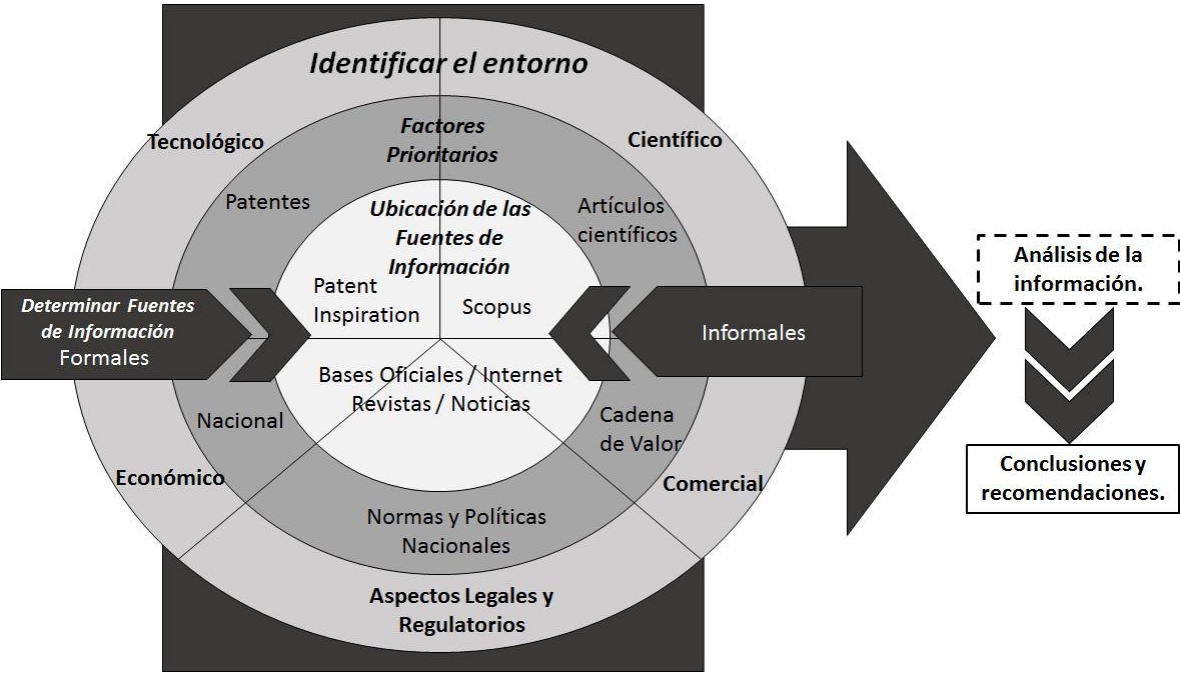 Identificar el entorno
Tecnológico
Científico
Factores
Prioritarios
Patentes
Artículos
científicos
Ubicación de las
Fuentes de
Información
Patent
Inspiration
Scopus
Determinar Fuentes
de Información
Formales
Informales
Bases Oficiales / Internet
Revistas / Noticias
Nacional
Cadena
de Valor
Económico
Comercial
Normas y Políticas
Nacionales
Aspectos Legales y
Regulatorios
Análisis de la
información.
Conclusiones y
recomendaciones.